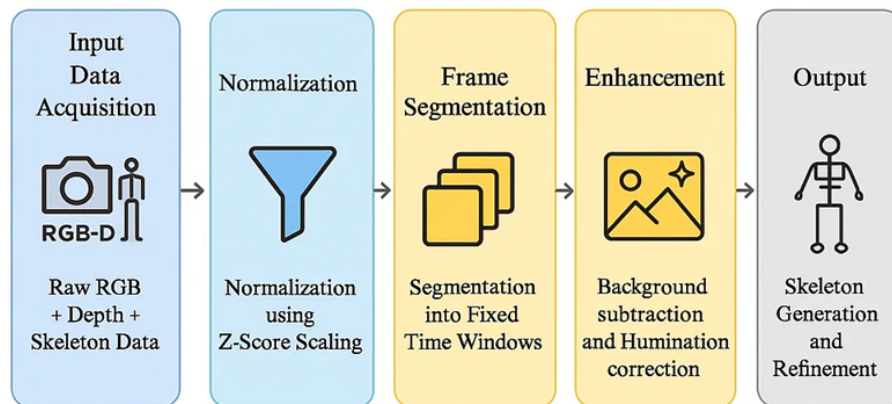 Input
Data
Acquisition
RGB-D
Raw RGB
+ Depth +
Skeleton Data
Normalization
Normalization
using
Z-Score Scaling
Frame
Segmentation
Segmentation
into Fixed
Time Windows
Enhancement
Background
subtraction
and Humination
correction
Output
Skeleton
Generation
and
Refinement